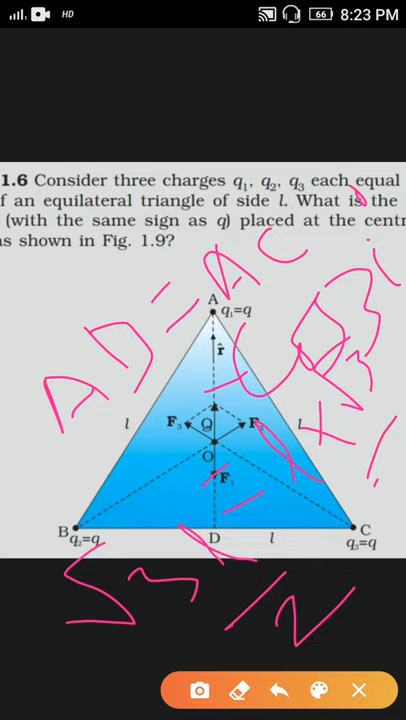 HD 66 8:23 PM
1.6 Consider three charges q₁, q₂, q₃ each equal
f an equilateral triangle of side l. What is the
(with the same sign as q) placed at the centr
as shown in Fig. 1.9?
A
q₁=q
r̂
AD = AC
l F₃ Q F₂ l
O
F₁
B D C
q₂=q l q₃=q